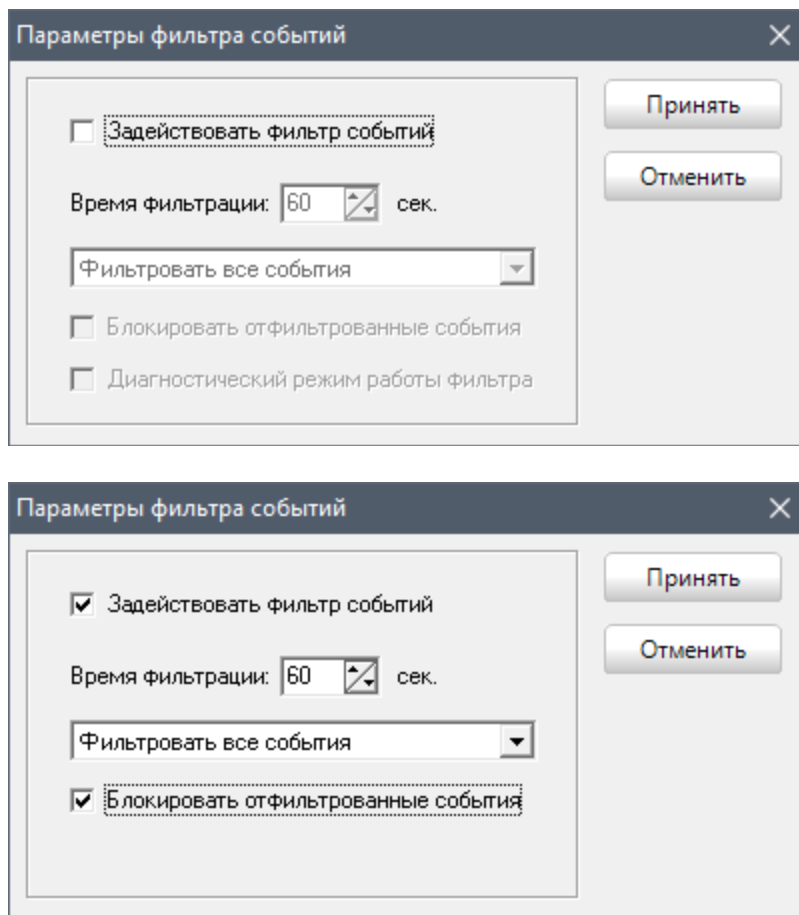 Параметры фильтра событий
Принять
Задействовать фильтр событий
Отменить
Время фильтрации: 60 сек.
Фильтровать все события
Блокировать отфильтрованные события
Диагностический режим работы фильтра
Параметры фильтра событий
Принять
Задействовать фильтр событий
Отменить
Время фильтрации: 60 сек.
Фильтровать все события
Блокировать отфильтрованные события